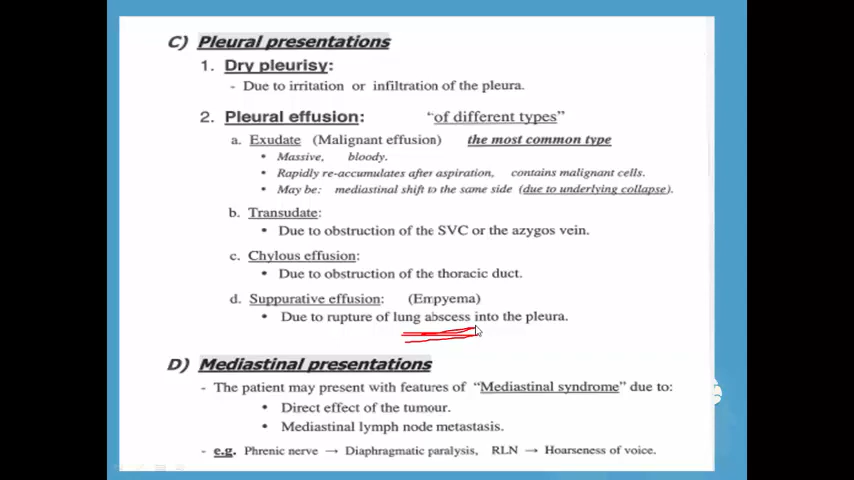 C) Pleural presentations
1. Dry pleurisy:
- Due to irritation or infiltration of the pleura.
2. Pleural effusion: "of different types"
a. Exudate (Malignant effusion) the most common type
• Massive, bloody.
• Rapidly re-accumulates after aspiration, contains malignant cells.
• May be: mediastinal shift to the same side (due to underlying collapse).
b. Transudate:
• Due to obstruction of the SVC or the azygos vein.
c. Chylous effusion:
• Due to obstruction of the thoracic duct.
d. Suppurative effusion: (Empyema)
• Due to rupture of lung abscess into the pleura.
D) Mediastinal presentations
- The patient may present with features of "Mediastinal syndrome" due to:
• Direct effect of the tumour.
• Mediastinal lymph node metastasis.
- e.g. Phrenic nerve → Diaphragmatic paralysis, RLN → Hoarseness of voice.